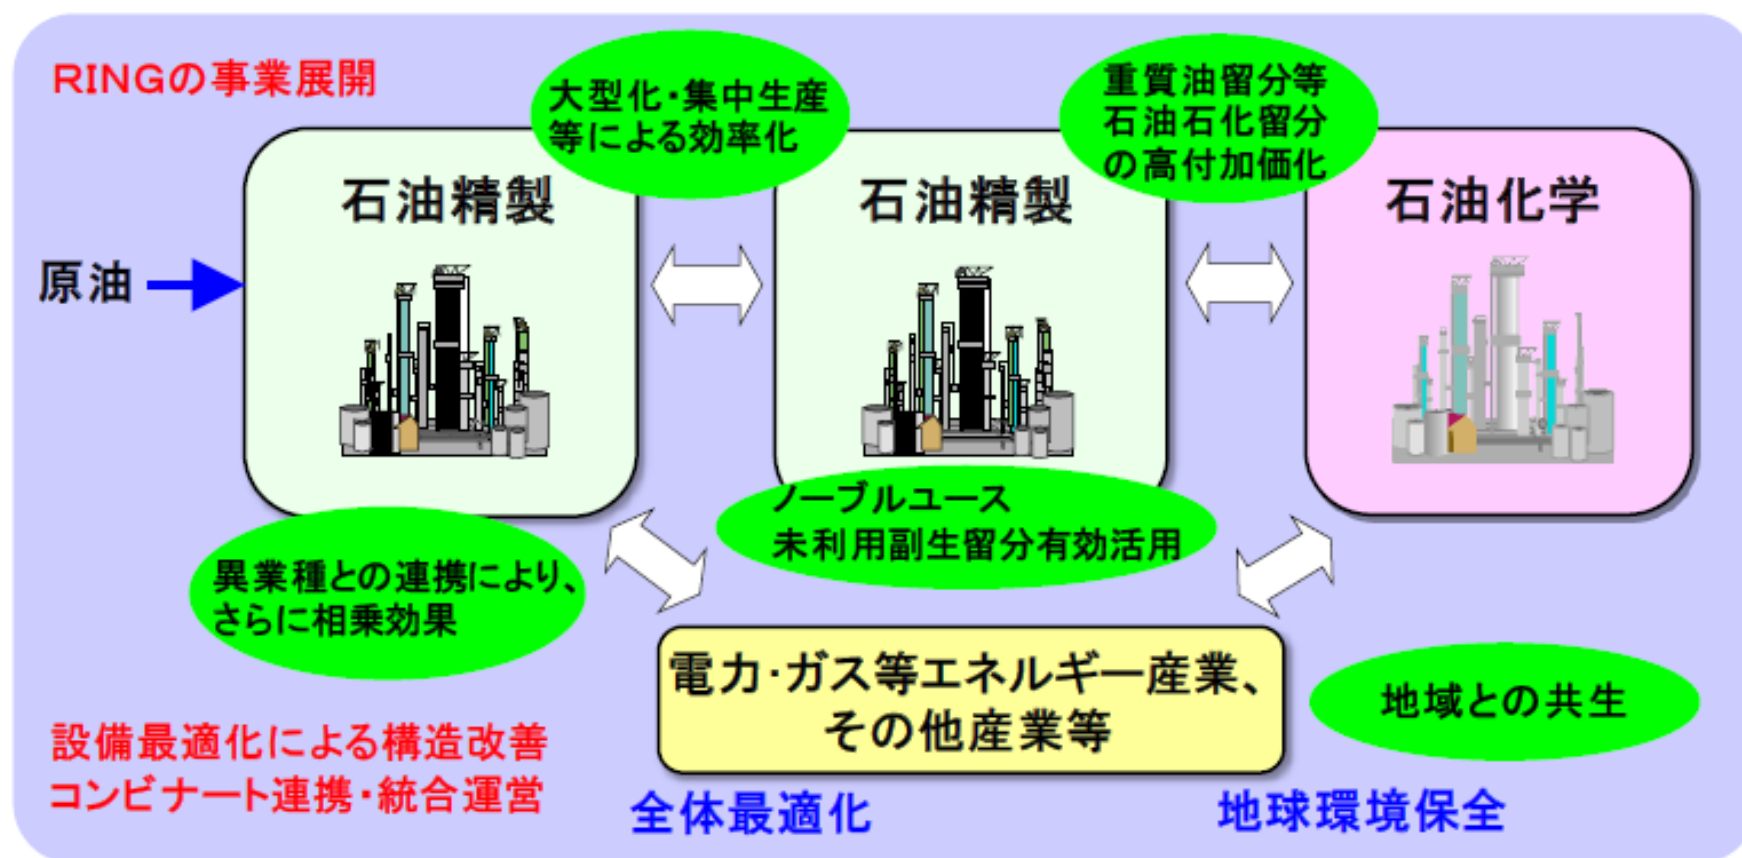 RINGの事業展開
大型化・集中生産
等による効率化
重質油留分等
石油石化留分
の高付加価化
石油精製
石油精製
石油化学
原油
ノーブルユース
未利用副生留分有効活用
異業種との連携により、
さらに相乗効果
電力・ガス等エネルギー産業、
その他産業等
地域との共生
設備最適化による構造改善
コンビナート連携・統合運営
全体最適化
地球環境保全